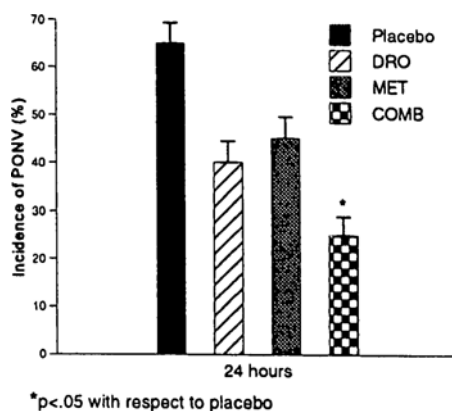 70
60
50
40
30
20
10
0
Incidence of PONV (%)
Placebo
DRO
MET
COMB
*
24 hours
*p<.05 with respect to placebo